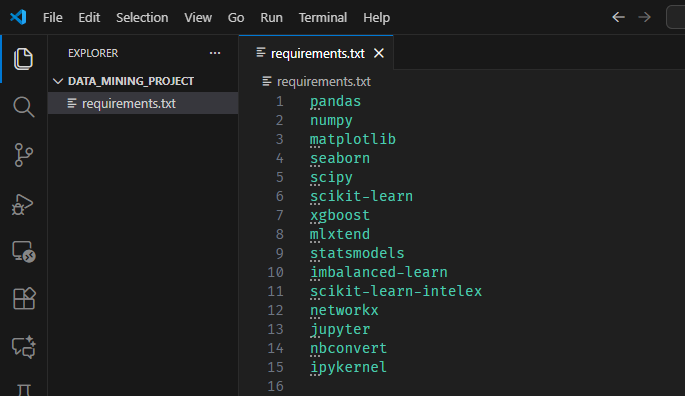 File Edit Selection View Go Run Terminal Help
EXPLORER ···
DATA_MINING_PROJECT
requirements.txt
requirements.txt
requirements.txt
1 pandas
2 numpy
3 matplotlib
4 seaborn
5 scipy
6 scikit-learn
7 xgboost
8 mlxtend
9 statsmodels
10 imbalanced-learn
11 scikit-learn-intelex
12 networkx
13 jupyter
14 nbconvert
15 ipykernel
16